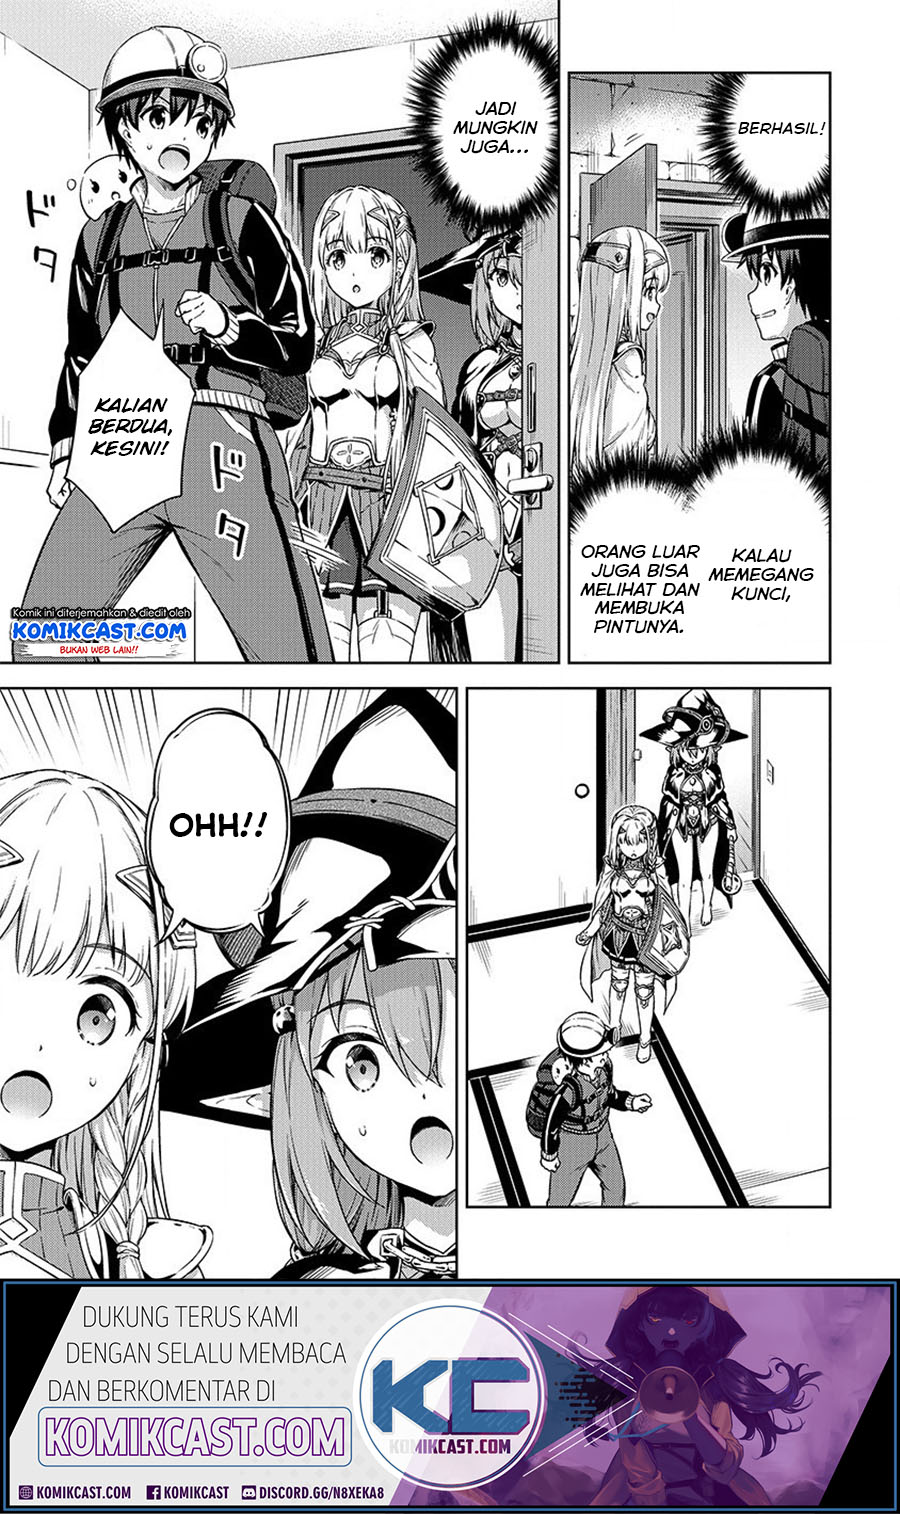 BERHASIL!
KALAU
MEMEGANG
KUNCI,
ORANG LUAR
JUGA BISA
MELIHAT DAN
MEMBUKA
PINTUNYA.
JADI
MUNGKIN
JUGA...
ドタ
KALIAN
BERDUA,
KESINI!
ドタ
Komik ini diterjemahkan & diedit oleh
KOMIKCAST.COM
BUKAN WEB LAIN!!
OHH!!
DUKUNG TERUS KAMI
DENGAN SELALU MEMBACA
DAN BERKOMENTAR DI
KOMIKCAST.COM
KC
KOMIKCAST.COM
KOMIKCAST.COM KOMIKCAST DISCORD.GG/N8XEKA8